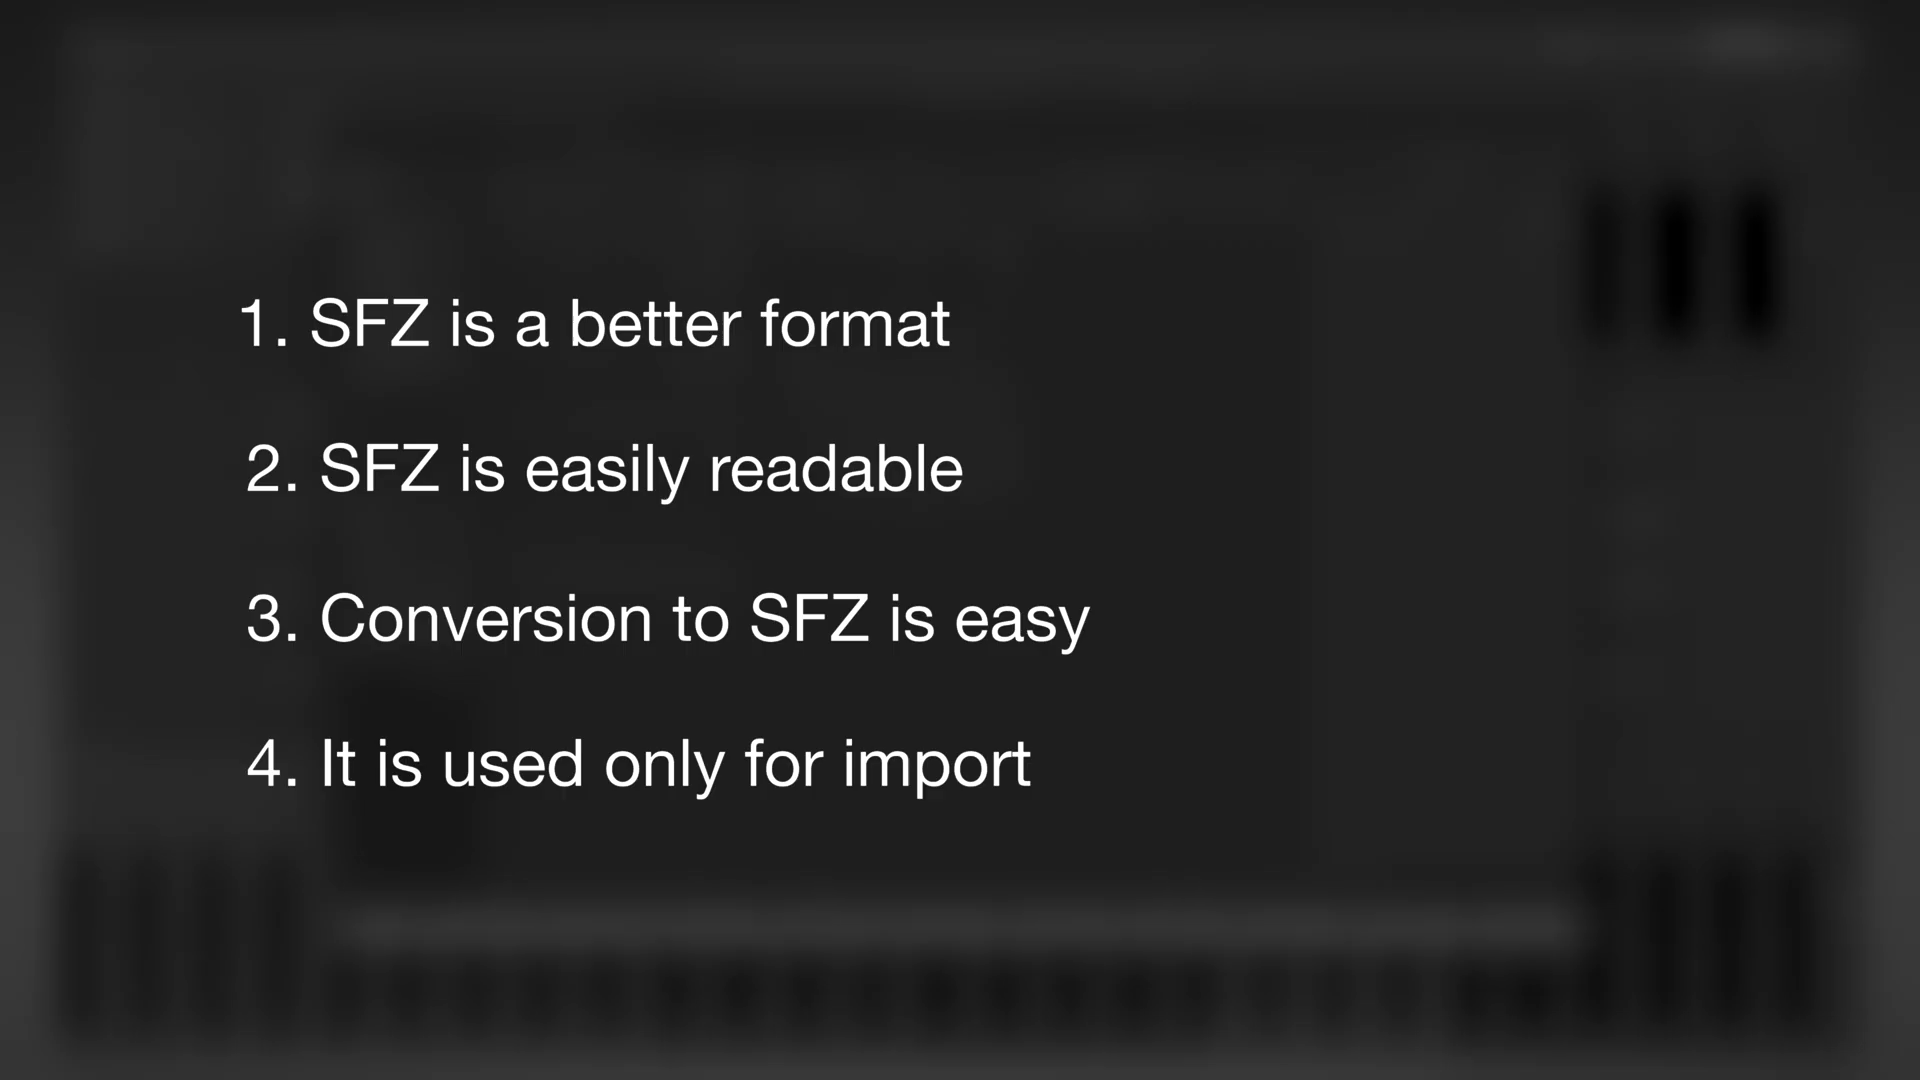 1. SFZ is a better format
2. SFZ is easily readable
3. Conversion to SFZ is easy
4. It is used only for import